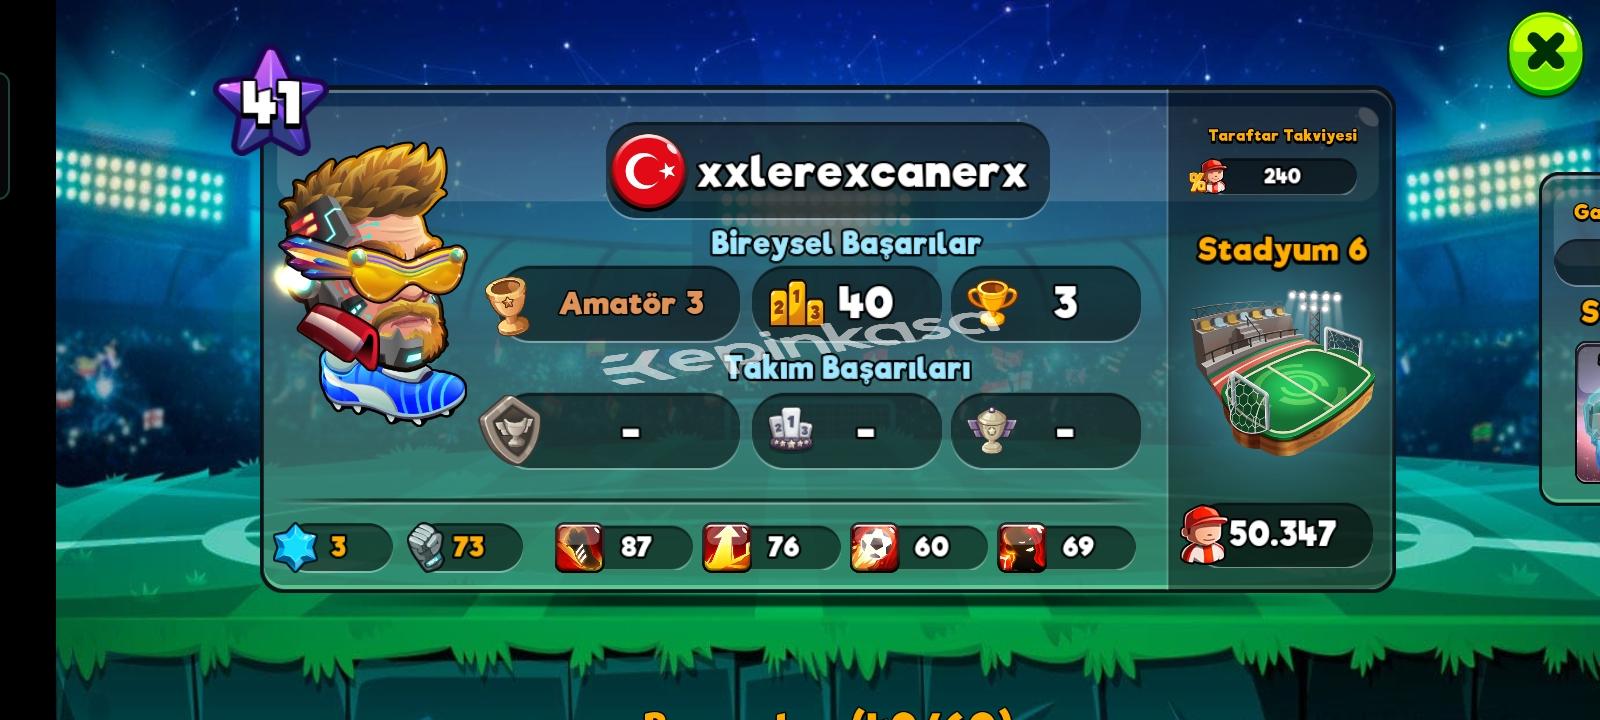 41
xxlerexcanerx
Taraftar Takviyesi
240
Bireysel Başarılar
Stadyum 6
Amatör 3
40
3
Kepinkasa
Takım Başarıları
-
-
-
3
73
87
76
60
69
50.347